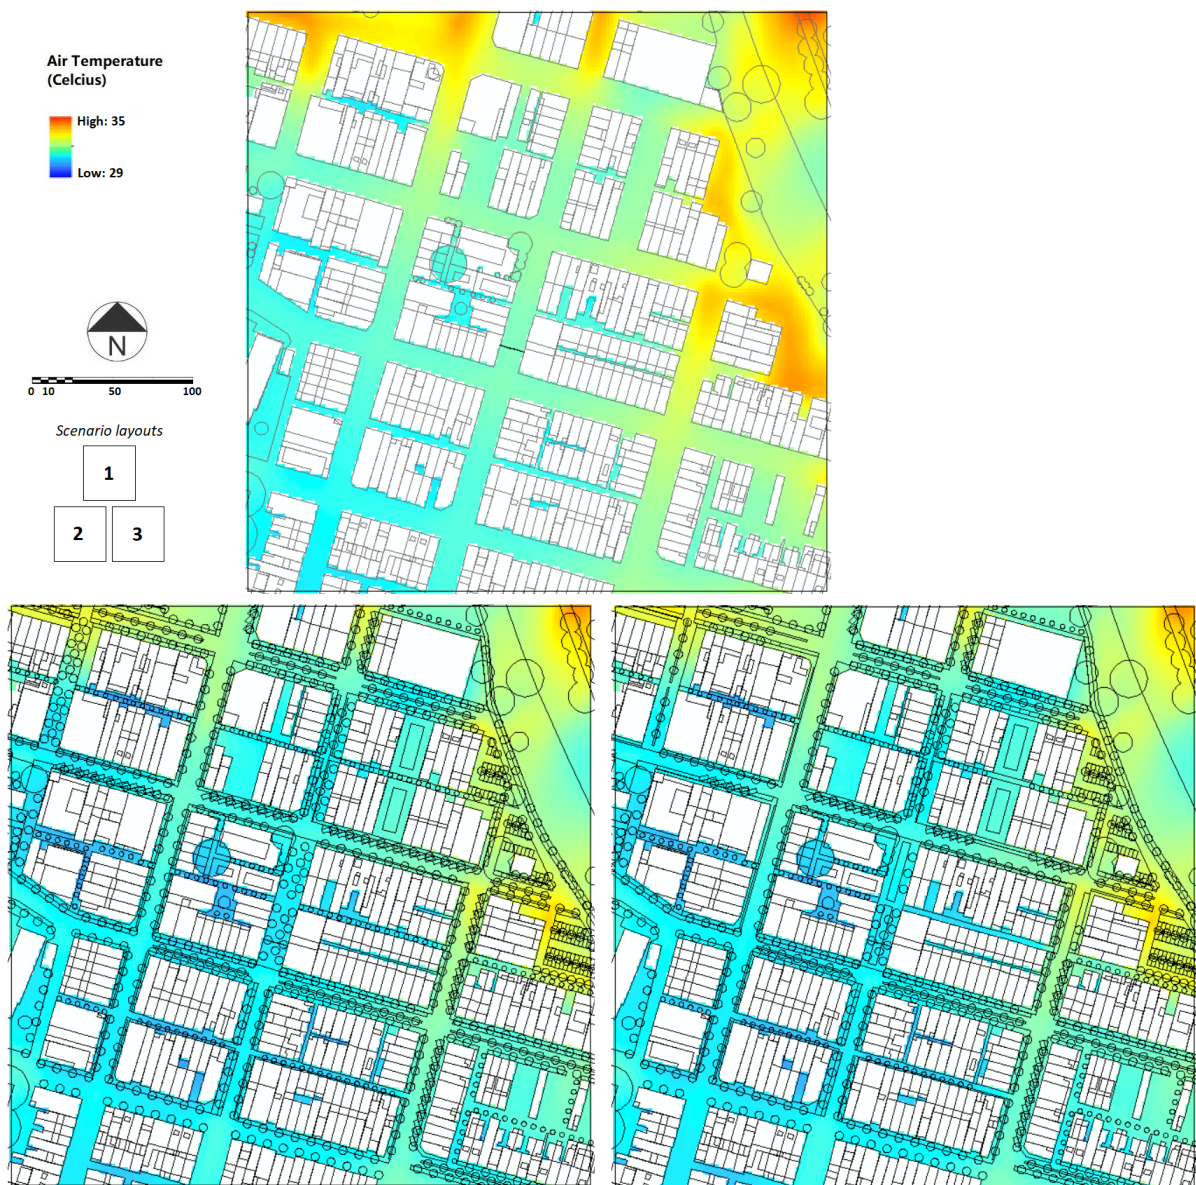 Air Temperature
(Celcius)
High: 35
Low: 29
N
0 10 50 100
Scenario layouts
1
2 3